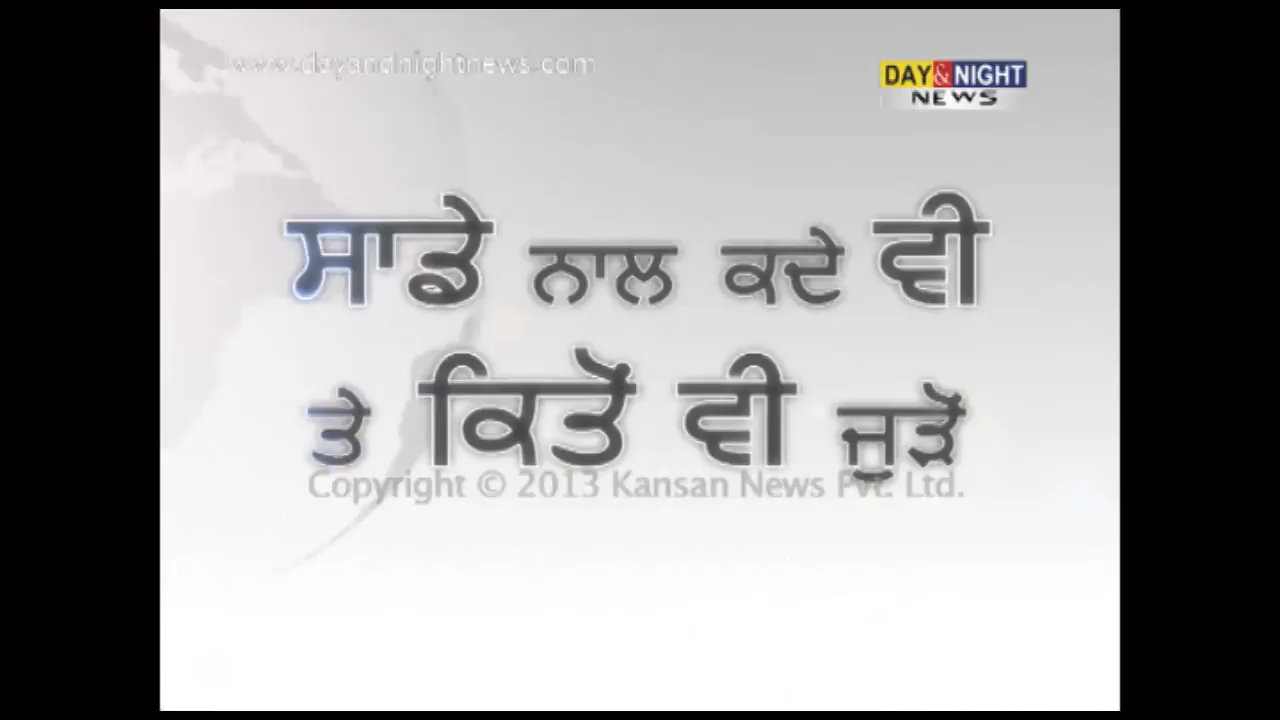 www.dayandnightnews.com
DAY&NIGHT
NEWS
ਸਾਡੇ ਨਾਲ ਕਦੇ ਵੀ
ਤੇ ਕਿਤੋਂ ਵੀ ਜੁੜੋਂ
Copyright © 2013 Kansan News Pvt. Ltd.